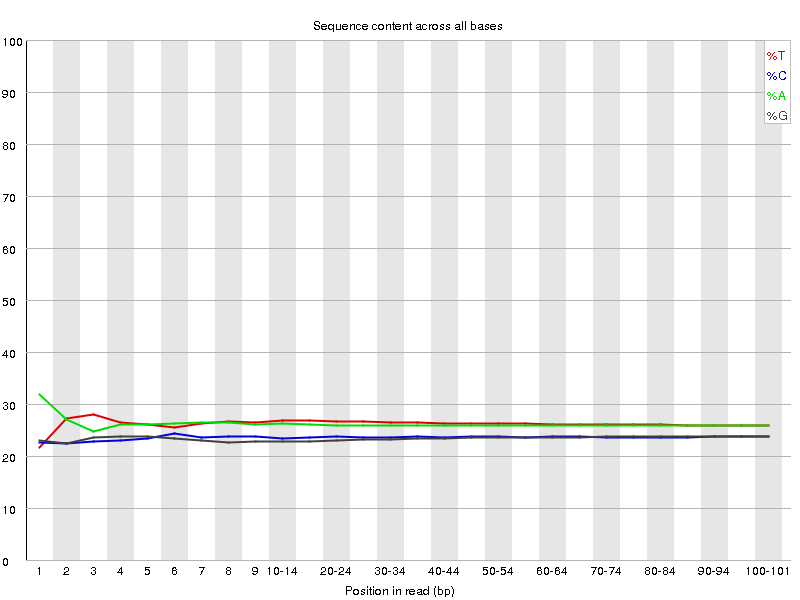 Sequence content across all bases
100
90
80
70
60
50
40
30
20
10
0
%T
%C
%A
%G
1 2 3 4 5 6 7 8 9 10-14 20-24 30-34 40-44 50-54 60-64 70-74 80-84 90-94 100-101
Position in read (bp)